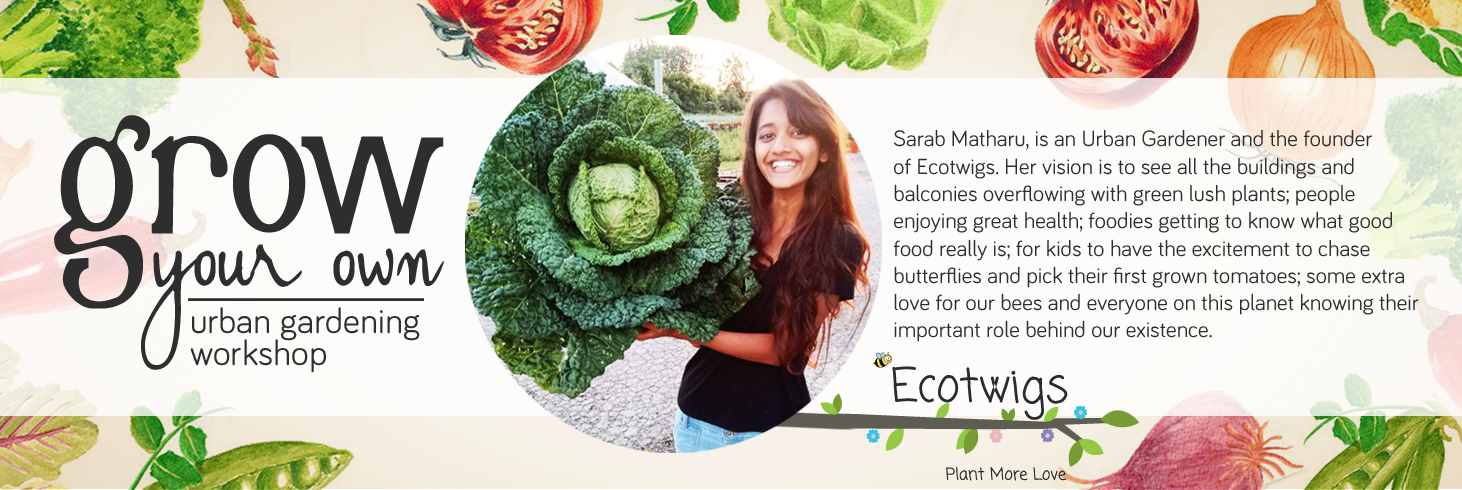 grow
your own
urban gardening
workshop
Sarab Matharu, is an Urban Gardener and the founder
of Ecotwigs. Her vision is to see all the buildings and
balconies overflowing with green lush plants; people
enjoying great health; foodies getting to know what good
food really is; for kids to have the excitement to chase
butterflies and pick their first grown tomatoes; some extra
love for our bees and everyone on this planet knowing their
important role behind our existence.
Ecotwigs
Plant More Love